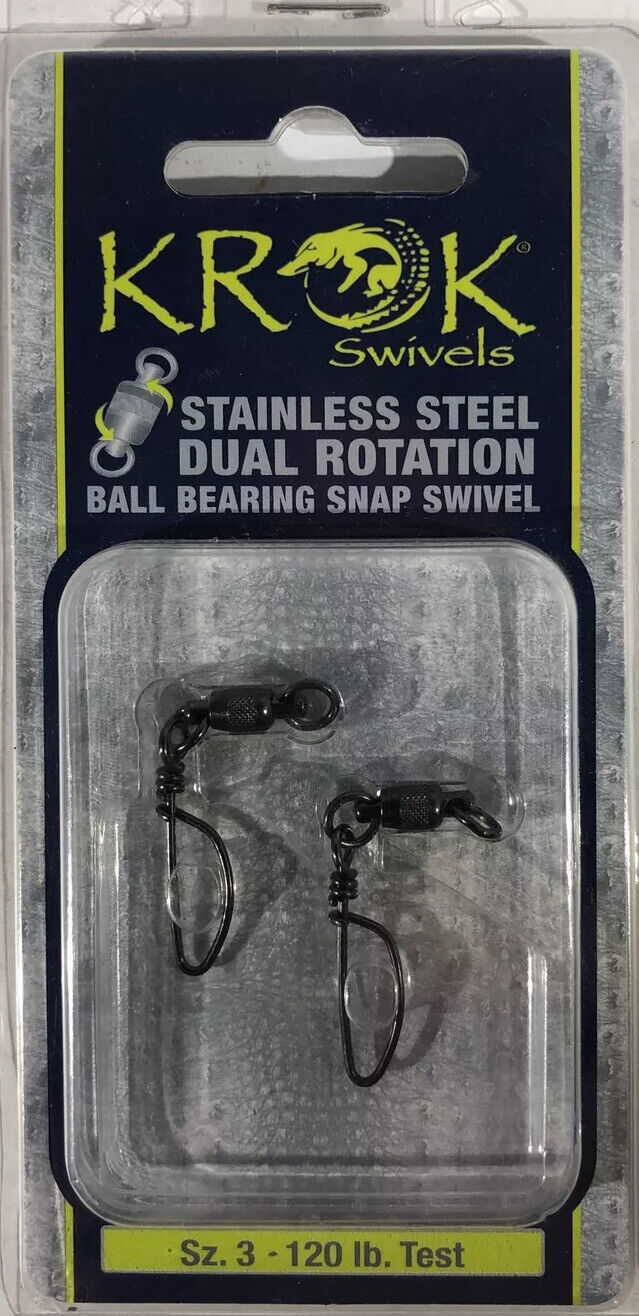 KROK®
Swivels
STAINLESS STEEL
DUAL ROTATION
BALL BEARING SNAP SWIVEL
Sz. 3 - 120 lb. Test